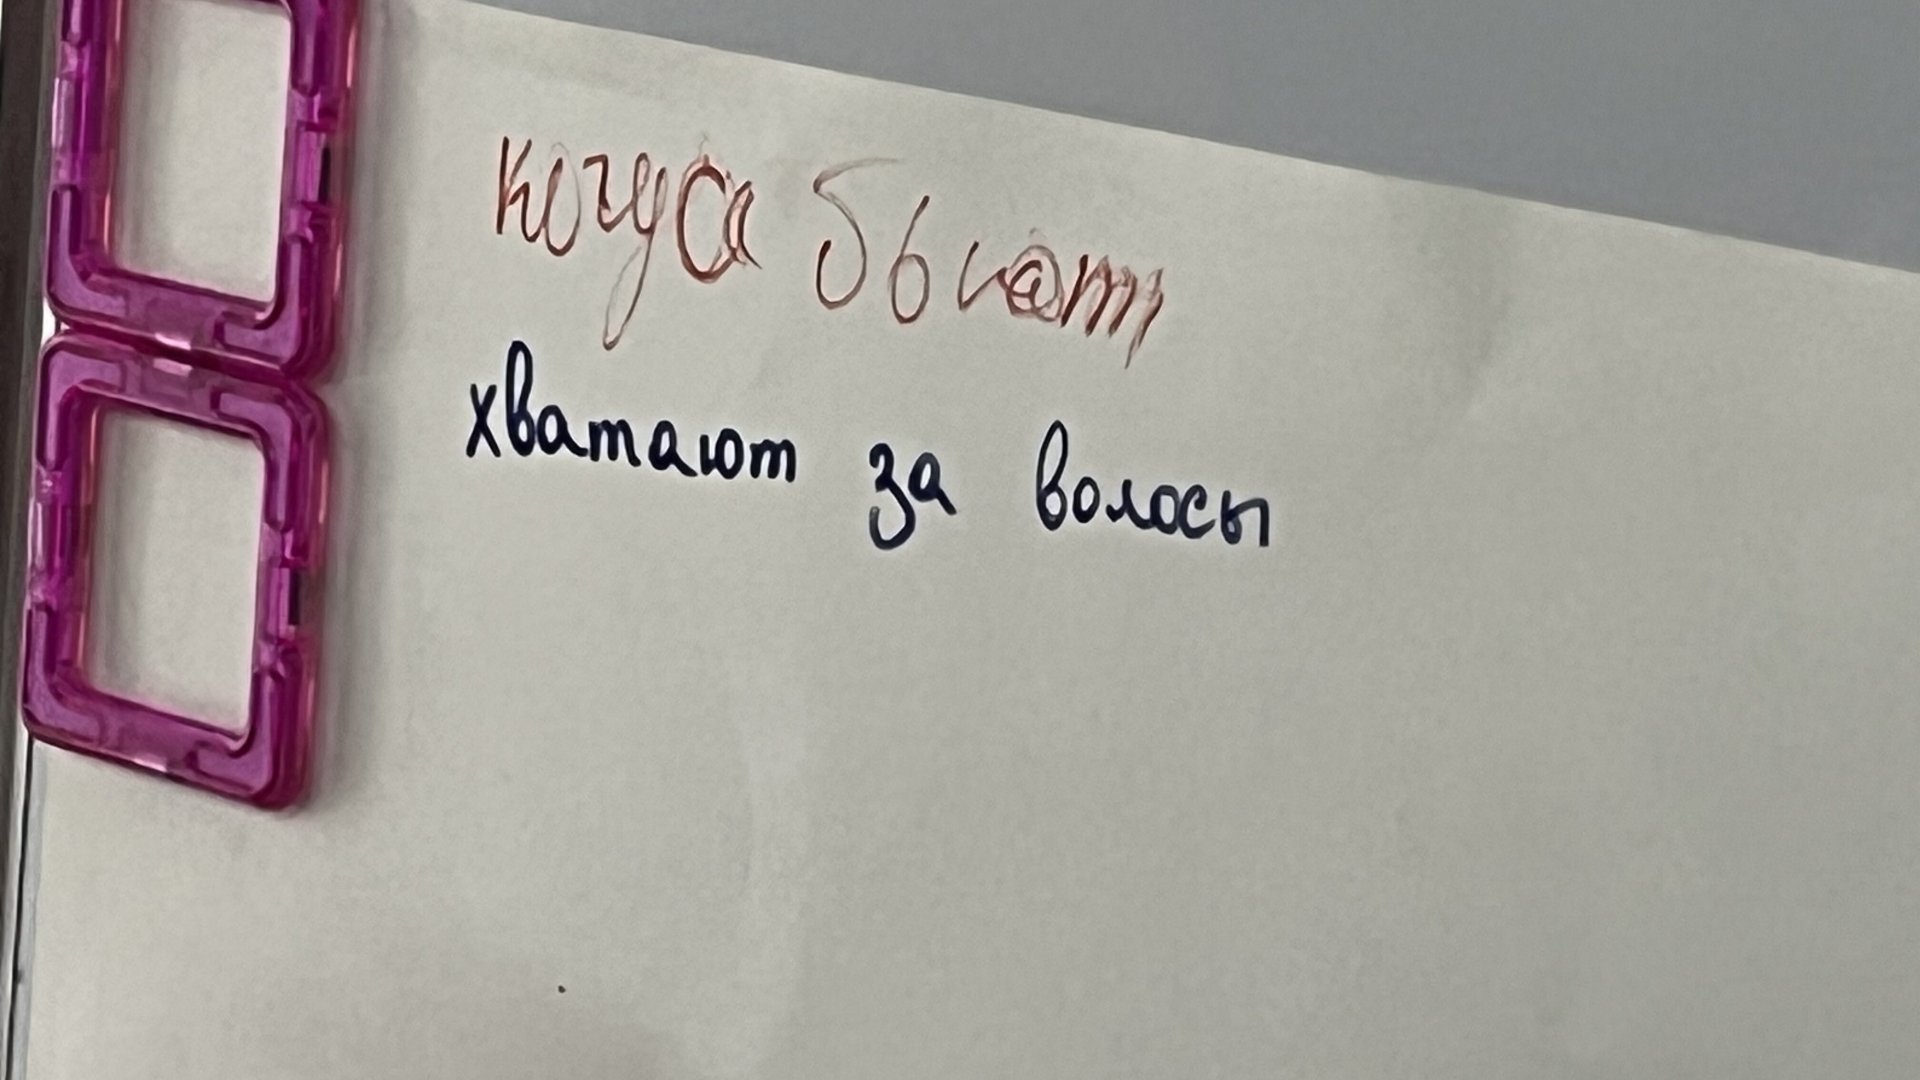 когда бьют
хватают за волосы